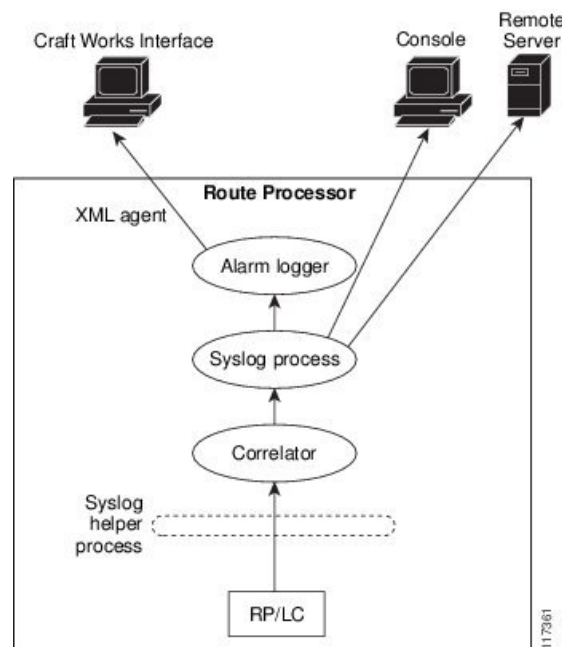 Craft Works Interface
Console
Remote
Server
Route Processor
XML agent
Alarm logger
Syslog process
Correlator
Syslog
helper
process
RP/LC
117361